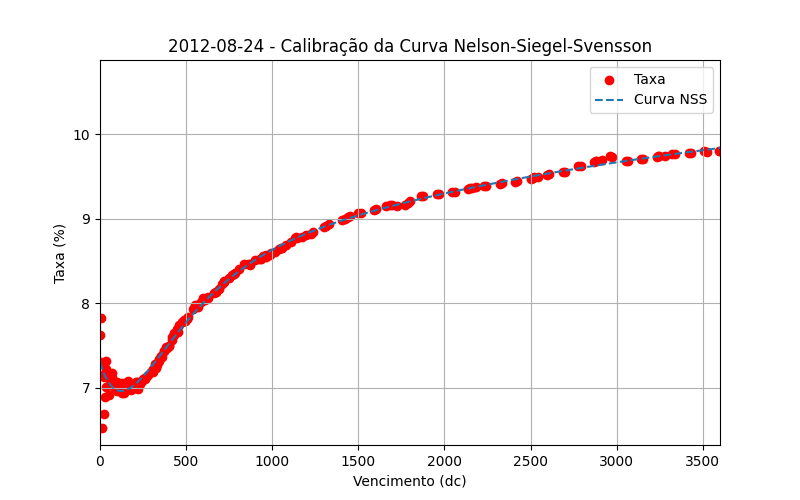 2012-08-24 - Calibração da Curva Nelson-Siegel-Svensson
Taxa
Curva NSS
Taxa (%)
10
9
8
7
0 500 1000 1500 2000 2500 3000 3500
Vencimento (dc)